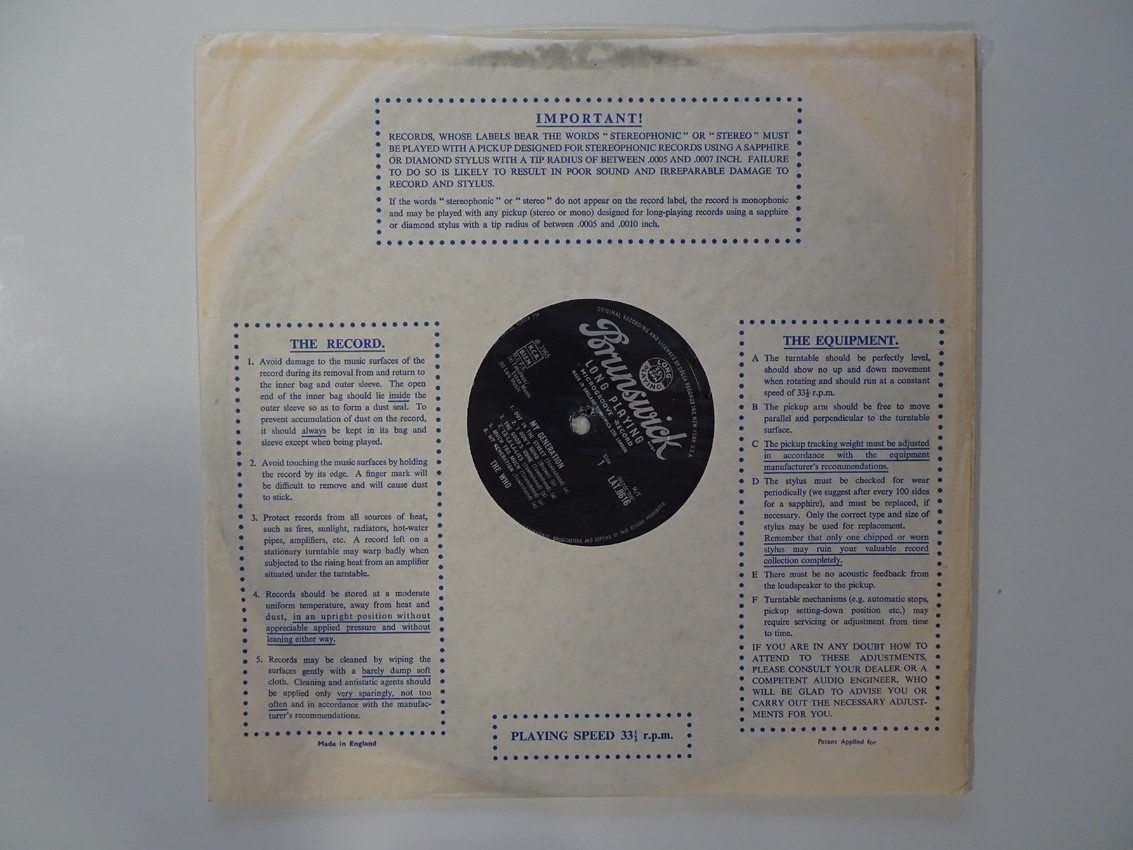 IMPORTANT!
RECORDS, WHOSE LABELS BEAR THE WORDS “ STEREOPHONIC ” OR “ STEREO ” MUST
BE PLAYED WITH A PICKUP DESIGNED FOR STEREOPHONIC RECORDS USING A SAPPHIRE
OR DIAMOND STYLUS WITH A TIP RADIUS OF BETWEEN .0005 AND .0007 INCH. FAILURE
TO DO SO IS LIKELY TO RESULT IN POOR SOUND AND IRREPARABLE DAMAGE TO
RECORD AND STYLUS.
If the words “ stereophonic ” or “ stereo ” do not appear on the record label, the record is monophonic
and may be played with any pickup (stereo or mono) designed for long-playing records using a sapphire
or diamond stylus with a tip radius of between .0005 and .0010 inch.
THE RECORD.
1. Avoid damage to the music surfaces of the
record during its removal from and return to
the inner bag and outer sleeve. The open
end of the inner bag should lie inside the
outer sleeve so as to form a dust seal. To
prevent accumulation of dust on the record,
it should always be kept in its bag and
sleeve except when being played.
2. Avoid touching the music surfaces by holding
the record by its edge. A finger mark will
be difficult to remove and will cause dust
to stick.
3. Protect records from all sources of heat,
such as fires, sunlight, radiators, hot-water
pipes, amplifiers, etc. A record left on a
stationary turntable may warp badly when
subjected to the rising heat from an amplifier
situated under the turntable.
4. Records should be stored at a moderate
uniform temperature, away from heat and
dust, in an upright position without
appreciable applied pressure and without
leaning either way.
5. Records may be cleaned by wiping the
surfaces gently with a barely damp soft
cloth. Cleaning and antistatic agents should
be applied only very sparingly, not too
often and in accordance with the manufac-
turer's recommendations.
Made in England
Brunswick
LONG PLAYING
MICROGROOVE RECORD
LONG
33⅓
PLAYING
SIDE
1
LAT.8616
℗ 1965
MY GENERATION
THE WHO
PLAYING SPEED 33⅓ r.p.m.
THE EQUIPMENT.
A The turntable should be perfectly level,
should show no up and down movement
when rotating and should run at a constant
speed of 33⅓ r.p.m.
B The pickup arm should be free to move
parallel and perpendicular to the turntable
surface.
C The pickup tracking weight must be adjusted
in accordance with the equipment
manufacturer's recommendations.
D The stylus must be checked for wear
periodically (we suggest after every 100 sides
for a sapphire), and must be replaced, if
necessary. Only the correct type and size of
stylus may be used for replacement.
Remember that only one chipped or worn
stylus may ruin your valuable record
collection completely.
E There must be no acoustic feedback from
the loudspeaker to the pickup.
F Turntable mechanisms (e.g. automatic stops,
pickup setting-down position etc.) may
require servicing or adjustment from time
to time.
IF YOU ARE IN ANY DOUBT HOW TO
ATTEND TO THESE ADJUSTMENTS,
PLEASE CONSULT YOUR DEALER OR A
COMPETENT AUDIO ENGINEER, WHO
WILL BE GLAD TO ADVISE YOU OR
CARRY OUT THE NECESSARY ADJUST-
MENTS FOR YOU.
Patent Applied for